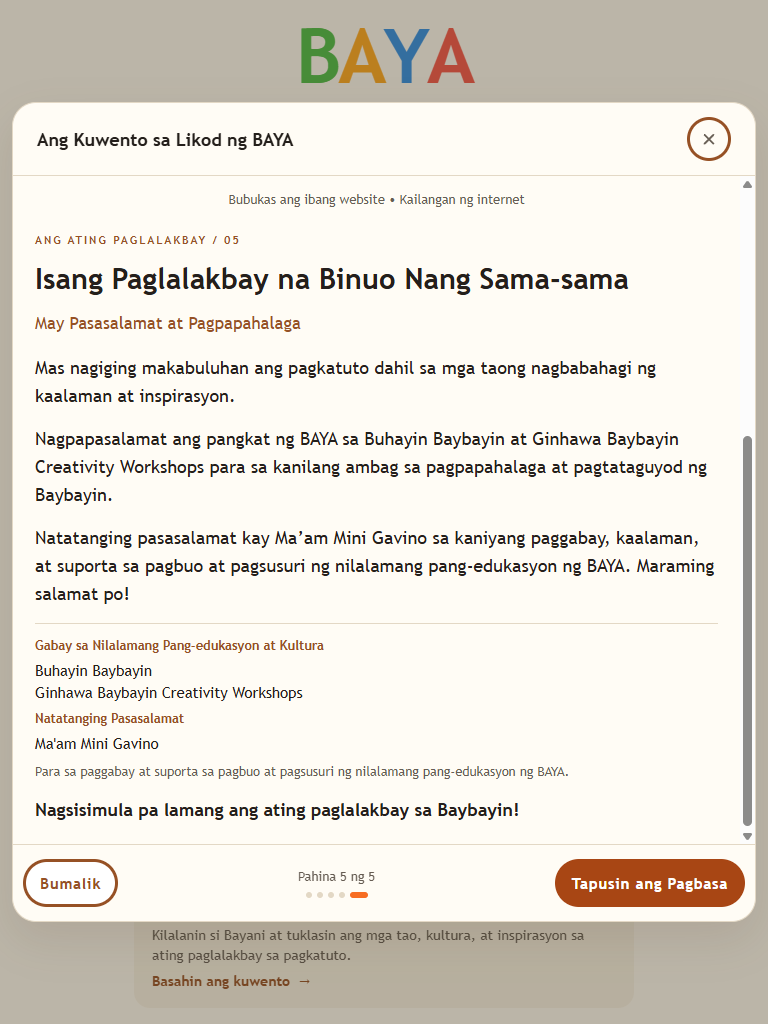 BAYA
Ang Kuwento sa Likod ng BAYA
Bubukas ang ibang website • Kailangan ng internet
ANG ATING PAGLALAKBAY / 05
Isang Paglalakbay na Binuo Nang Sama-sama
May Pasasalamat at Pagpapahalaga
Mas nagiging makabuluhan ang pagkatuto dahil sa mga taong nagbabahagi ng
kaalaman at inspirasyon.
Nagpapasalamat ang pangkat ng BAYA sa Buhayin Baybayin at Ginhawa Baybayin
Creativity Workshops para sa kanilang ambag sa pagpapahalaga at pagtataguyod ng
Baybayin.
Natatanging pasasalamat kay Ma’am Mini Gavino sa kaniyang paggabay, kaalaman,
at suporta sa pagbuo at pagsusuri ng nilalamang pang-edukasyon ng BAYA. Maraming
salamat po!
Gabay sa Nilalamang Pang-edukasyon at Kultura
Buhayin Baybayin
Ginhawa Baybayin Creativity Workshops
Natatanging Pasasalamat
Ma'am Mini Gavino
Para sa paggabay at suporta sa pagbuo at pagsusuri ng nilalamang pang-edukasyon ng BAYA.
Nagsisimula pa lamang ang ating paglalakbay sa Baybayin!
Bumalik
Pahina 5 ng 5
Tapusin ang Pagbasa
Kilalanin si Bayani at tuklasin ang mga tao, kultura, at inspirasyon sa
ating paglalakbay sa pagkatuto.
Basahin ang kuwento →